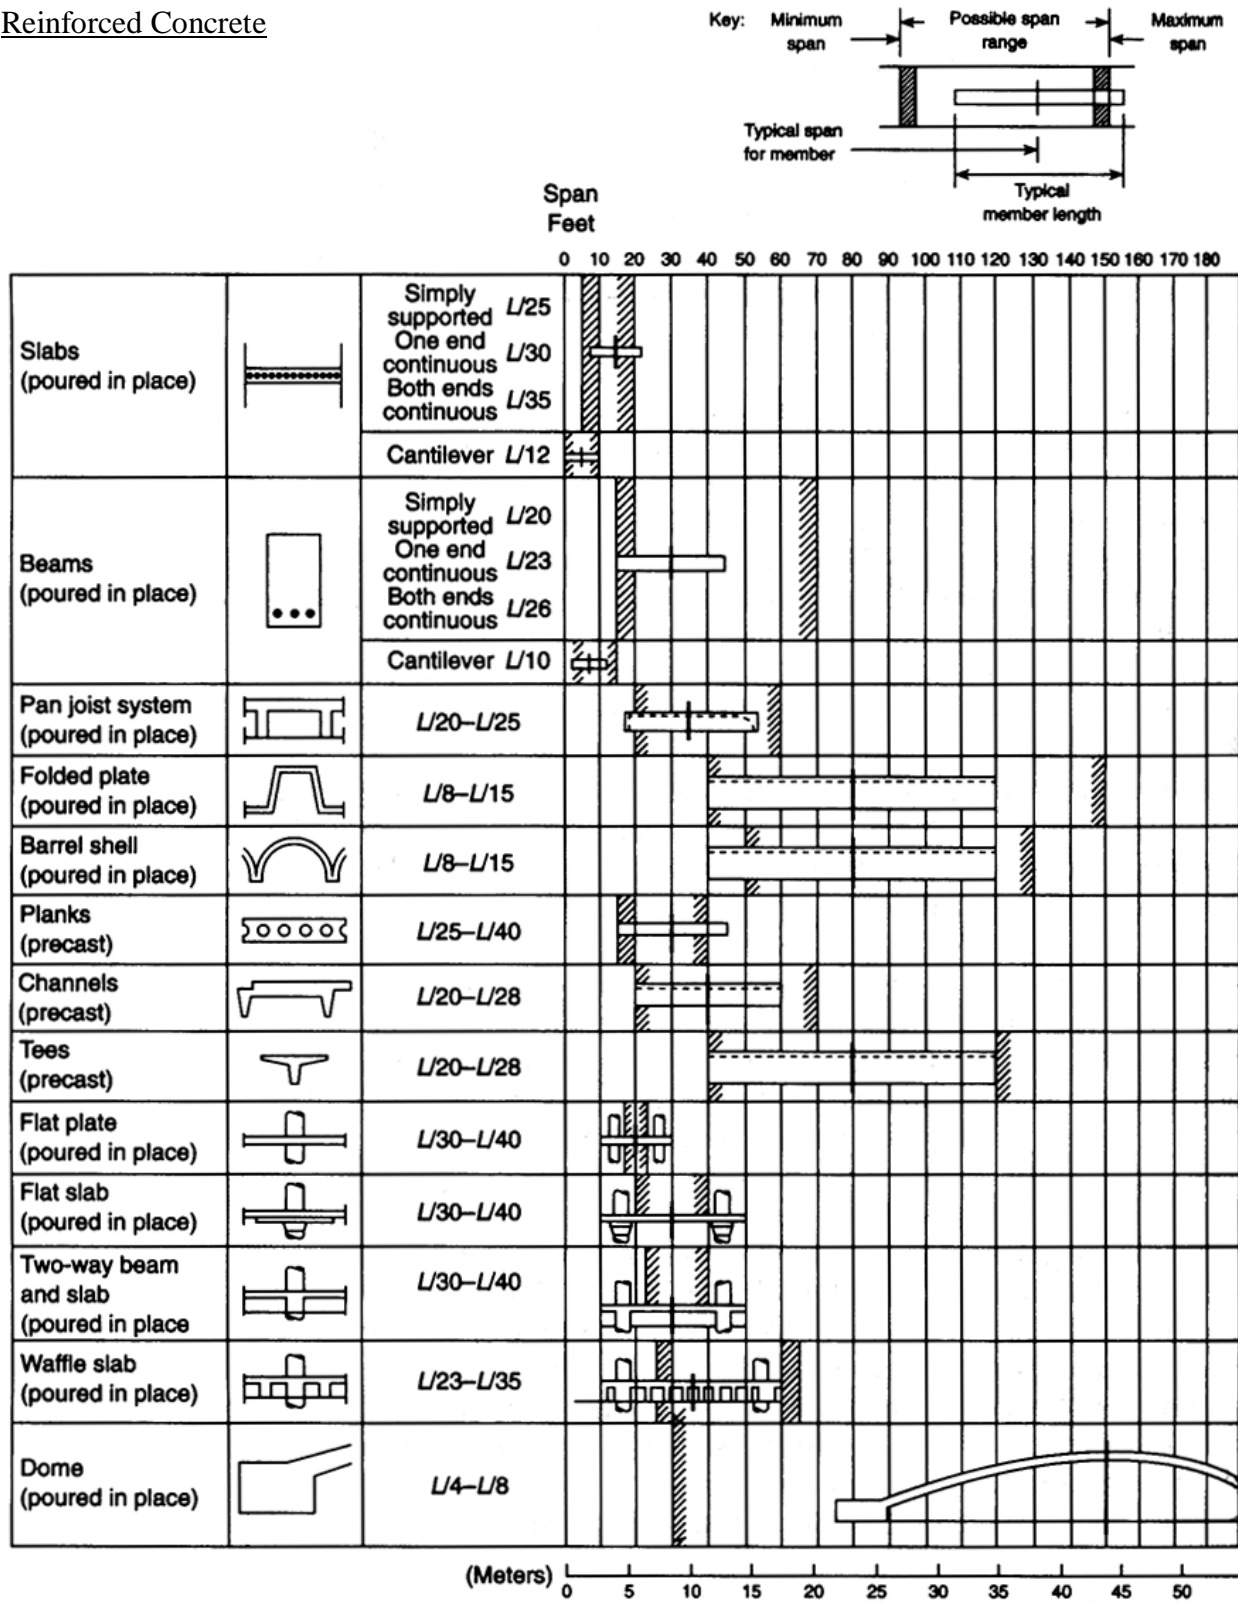 Reinforced Concrete
Key:
Minimum
span
Possible span
range
Maximum
span
Typical span
for member
Typical
member length
Span
Feet
0 10 20 30 40 50 60 70 80 90 100 110 120 130 140 150 160 170 180
Slabs
(poured in place)
Simply
supported L/25
One end
continuous L/30
Both ends
continuous L/35
Cantilever L/12
Beams
(poured in place)
Simply
supported L/20
One end
continuous L/23
Both ends
continuous L/26
Cantilever L/10
Pan joist system
(poured in place)
L/20–L/25
Folded plate
(poured in place)
L/8–L/15
Barrel shell
(poured in place)
L/8–L/15
Planks
(precast)
L/25–L/40
Channels
(precast)
L/20–L/28
Tees
(precast)
L/20–L/28
Flat plate
(poured in place)
L/30–L/40
Flat slab
(poured in place)
L/30–L/40
Two-way beam
and slab
(poured in place
L/30–L/40
Waffle slab
(poured in place)
L/23–L/35
Dome
(poured in place)
L/4–L/8
(Meters)
0 5 10 15 20 25 30 35 40 45 50